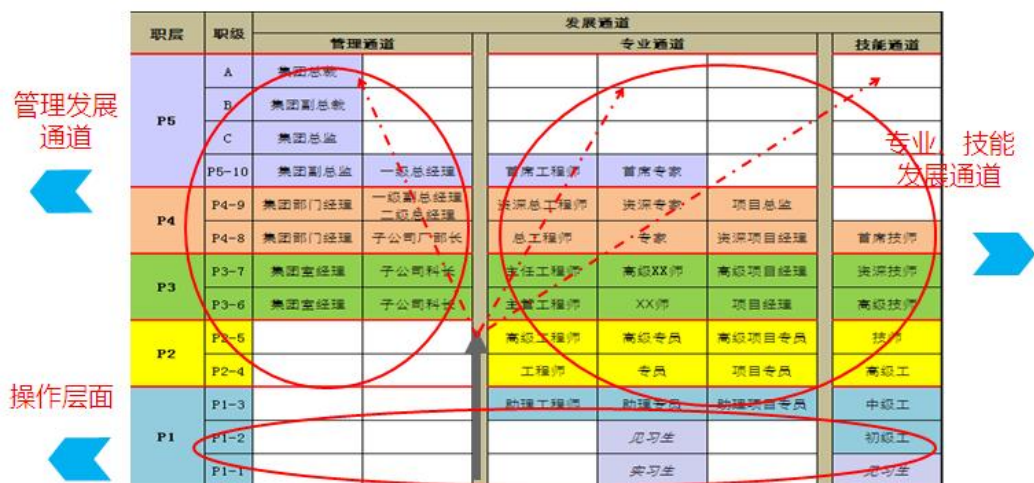 职层 职级 发展通道
管理通道 专业通道 技能通道
A 集团总裁
B 集团副总裁
P5
C 集团总监
P5-10 集团副总监 一级总经理 首席工程师 首席专家
P4-9 集团部门经理 一级副总经理 资深总工程师 资深专家 项目总监
二级总经理
P4
P4-8 集团部门经理 子公司厂部长 总工程师 专家 资深项目经理 首席技师
P3-7 集团室经理 子公司科长 主任工程师 高级XX师 高级项目经理 资深技师
P3
P3-6 集团室经理 子公司科长 主管工程师 XX师 项目经理 高级技师
P2-5 高级工程师 高级专员 高级项目专员 技师
P2
P2-4 工程师 专员 项目专员 高级工
P1-3 助理工程师 助理专员 助理项目专员 中级工
P1 P1-2 见习生 初级工
P1-1 实习生 见习生
管理发展
通道
操作层面
专业、技能
发展通道